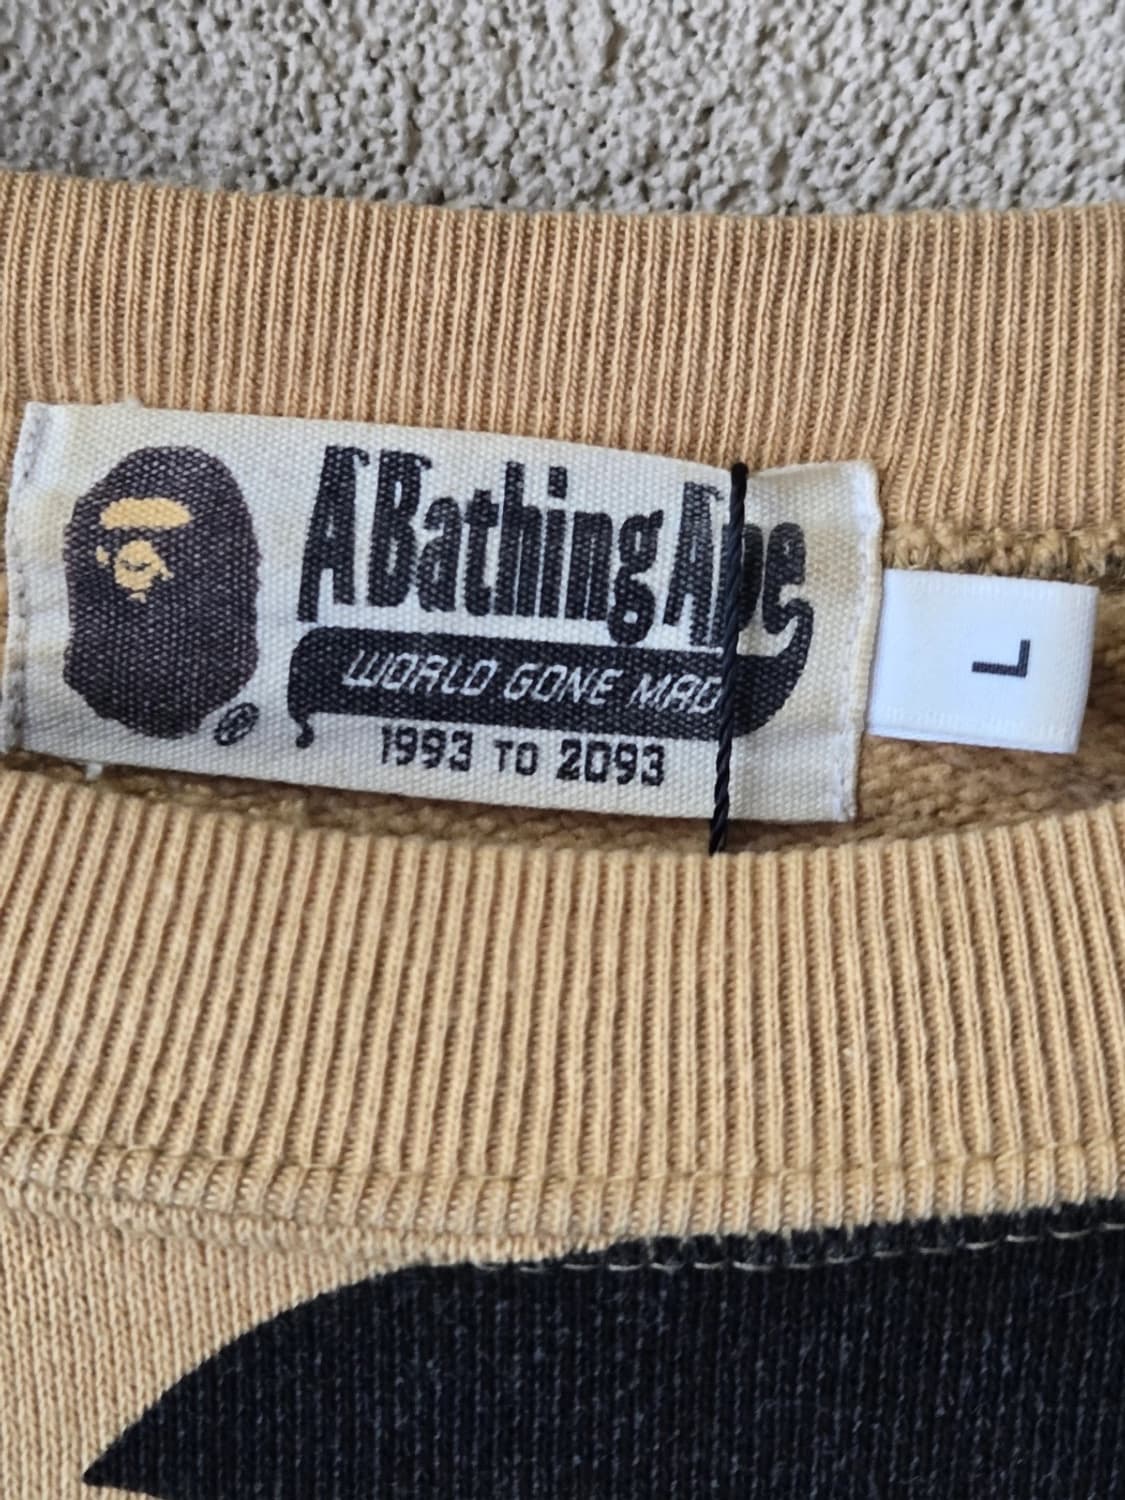 A Bathing Ape
®
WORLD GONE MAD
1993 TO 2093
L